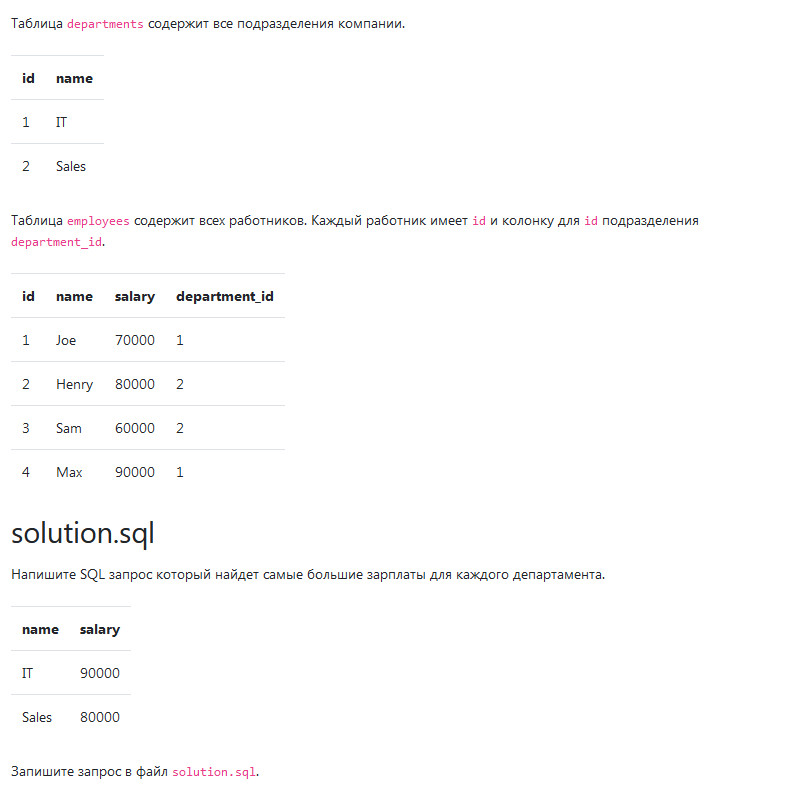 Таблица departments содержит все подразделения компании.
id name
1 IT
2 Sales
Таблица employees содержит всех работников. Каждый работник имеет id и колонку для id подразделения
department_id.
id name salary department_id
1 Joe 70000 1
2 Henry 80000 2
3 Sam 60000 2
4 Max 90000 1
solution.sql
Напишите SQL запрос который найдет самые большие зарплаты для каждого департамента.
name salary
IT 90000
Sales 80000
Запишите запрос в файл solution.sql.